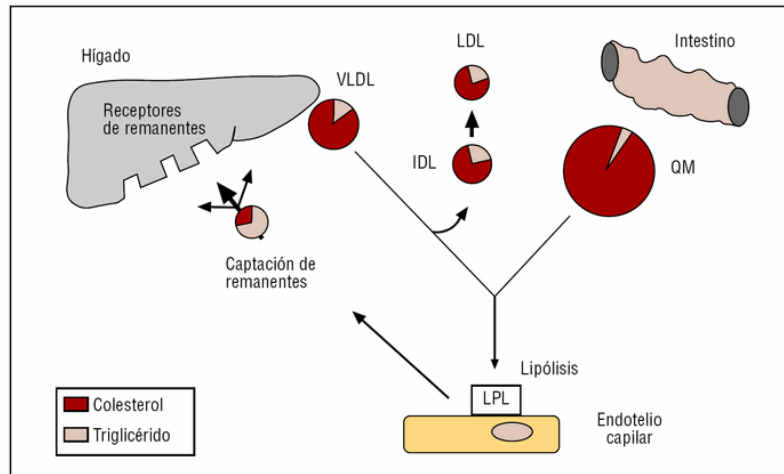 Hígado
Receptores
de remanentes
VLDL
LDL
IDL
Intestino
QM
Captación de
remanentes
Lipólisis
LPL
Endotelio
capilar
Colesterol
Triglicérido